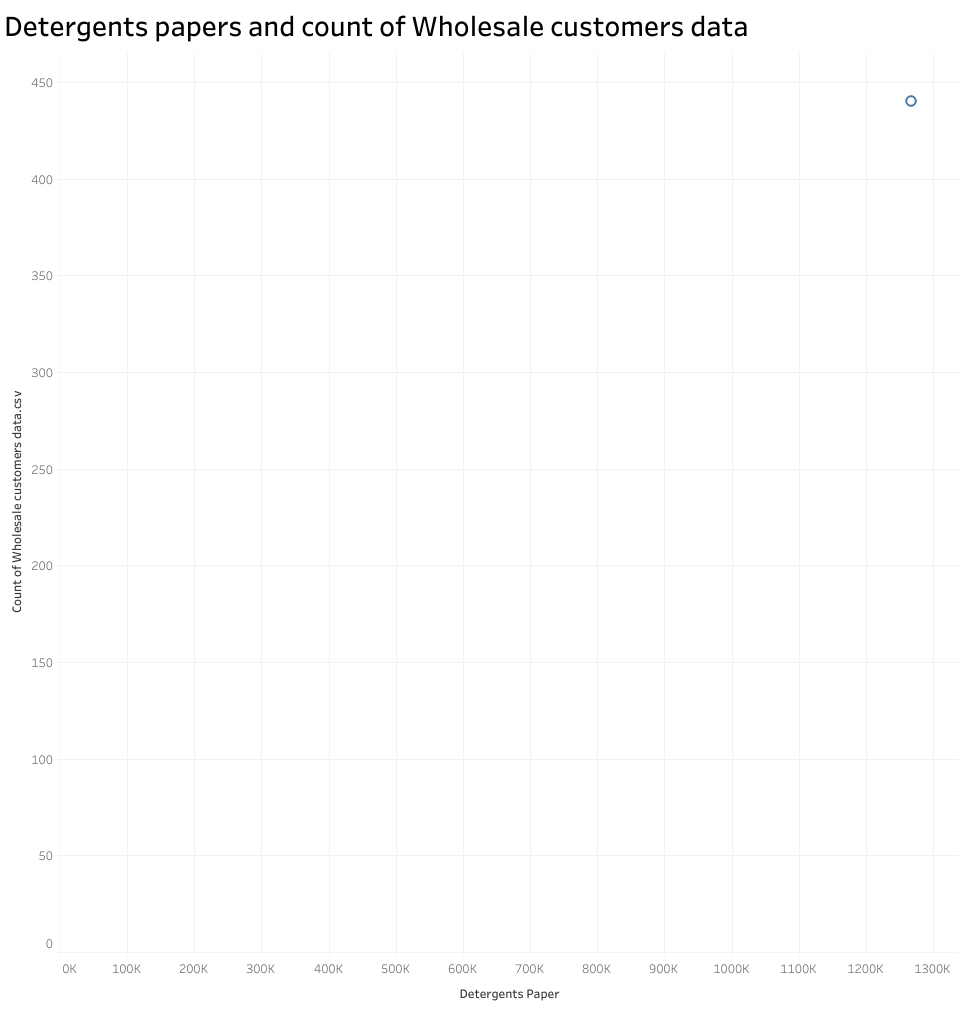 Detergents papers and count of Wholesale customers data
450
400
350
300
250
200
150
100
50
0
Count of Wholesale customers data.csv
0K 100K 200K 300K 400K 500K 600K 700K 800K 900K 1000K 1100K 1200K 1300K
Detergents Paper